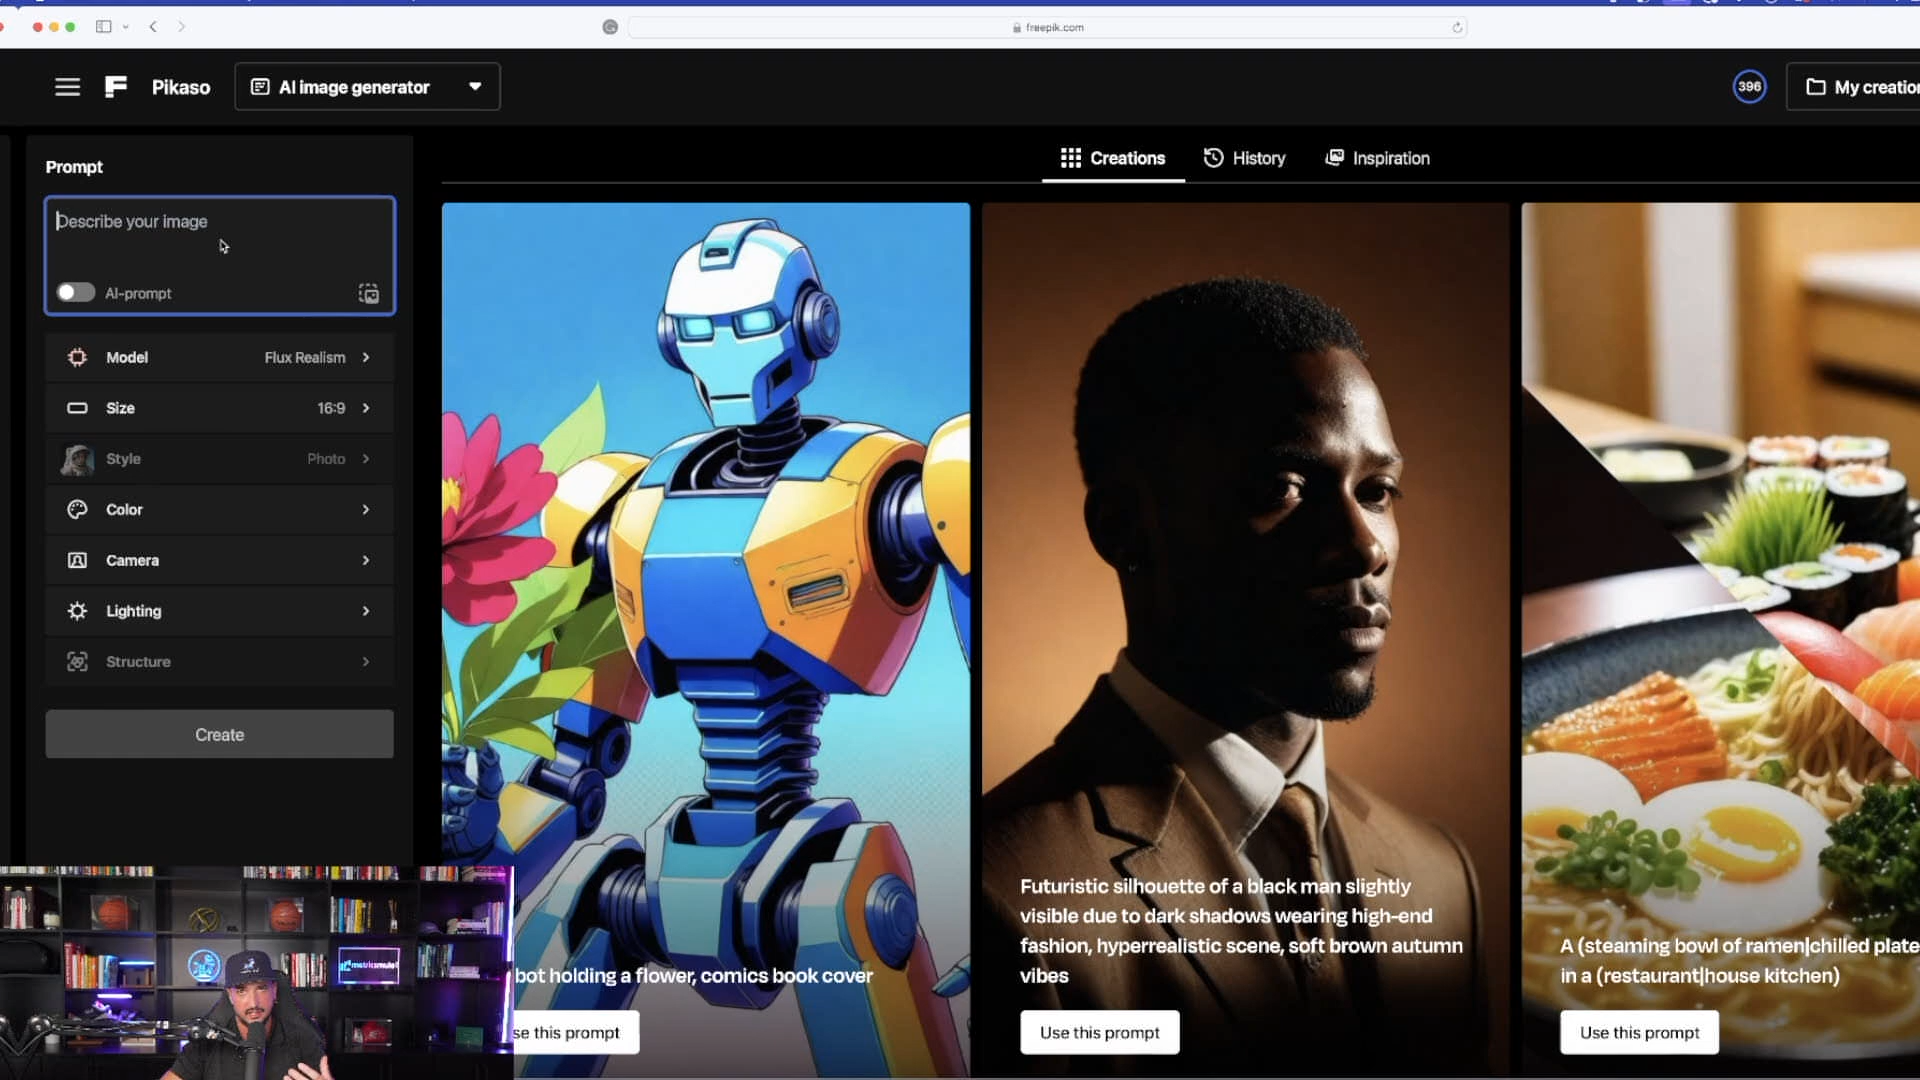 freepik.com
Pikaso
AI image generator
396
My creation
Prompt
Describe your image
AI-prompt
Model
Flux Realism
Size
16:9
Style
Photo
Color
Camera
Lighting
Structure
Create
Creations
History
Inspiration
bot holding a flower, comics book cover
se this prompt
Futuristic silhouette of a black man slightly
visible due to dark shadows wearing high-end
fashion, hyperrealistic scene, soft brown autumn
vibes
Use this prompt
A (steaming bowl of ramen|chilled plate
in a (restaurant|house kitchen)
Use this prompt